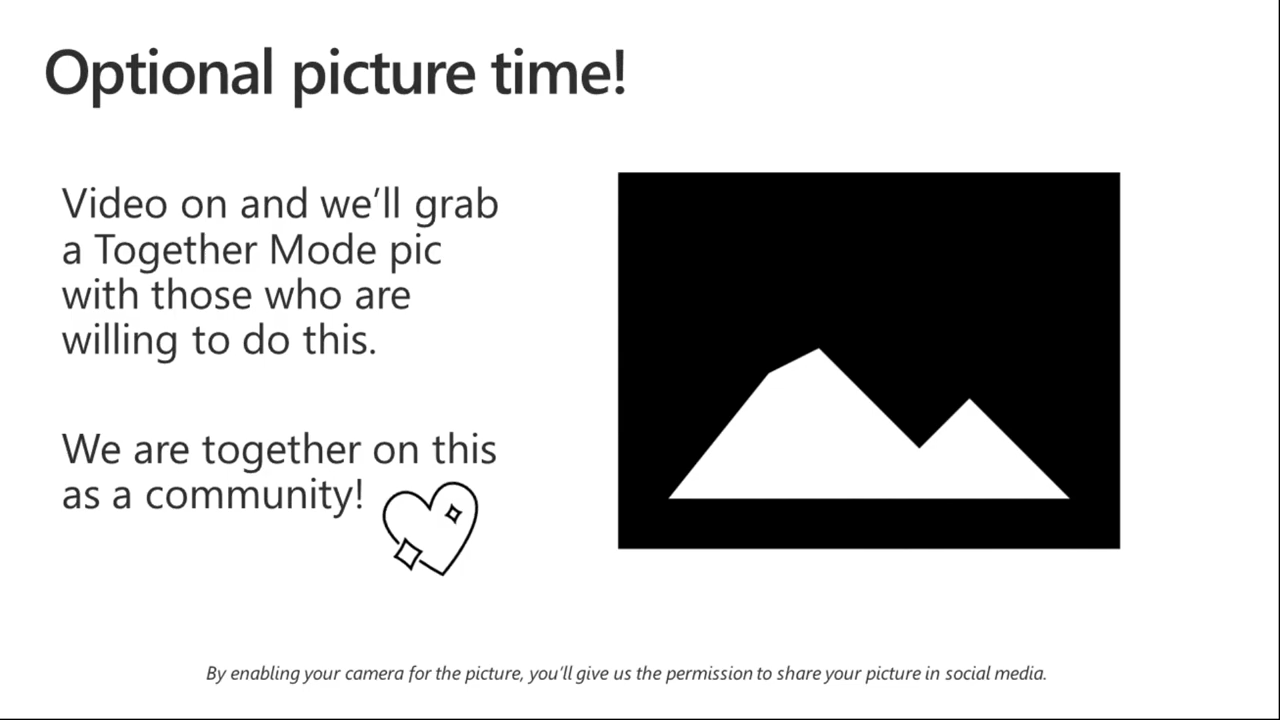 Optional picture time!
Video on and we’ll grab
a Together Mode pic
with those who are
willing to do this.
We are together on this
as a community!
By enabling your camera for the picture, you’ll give us the permission to share your picture in social media.